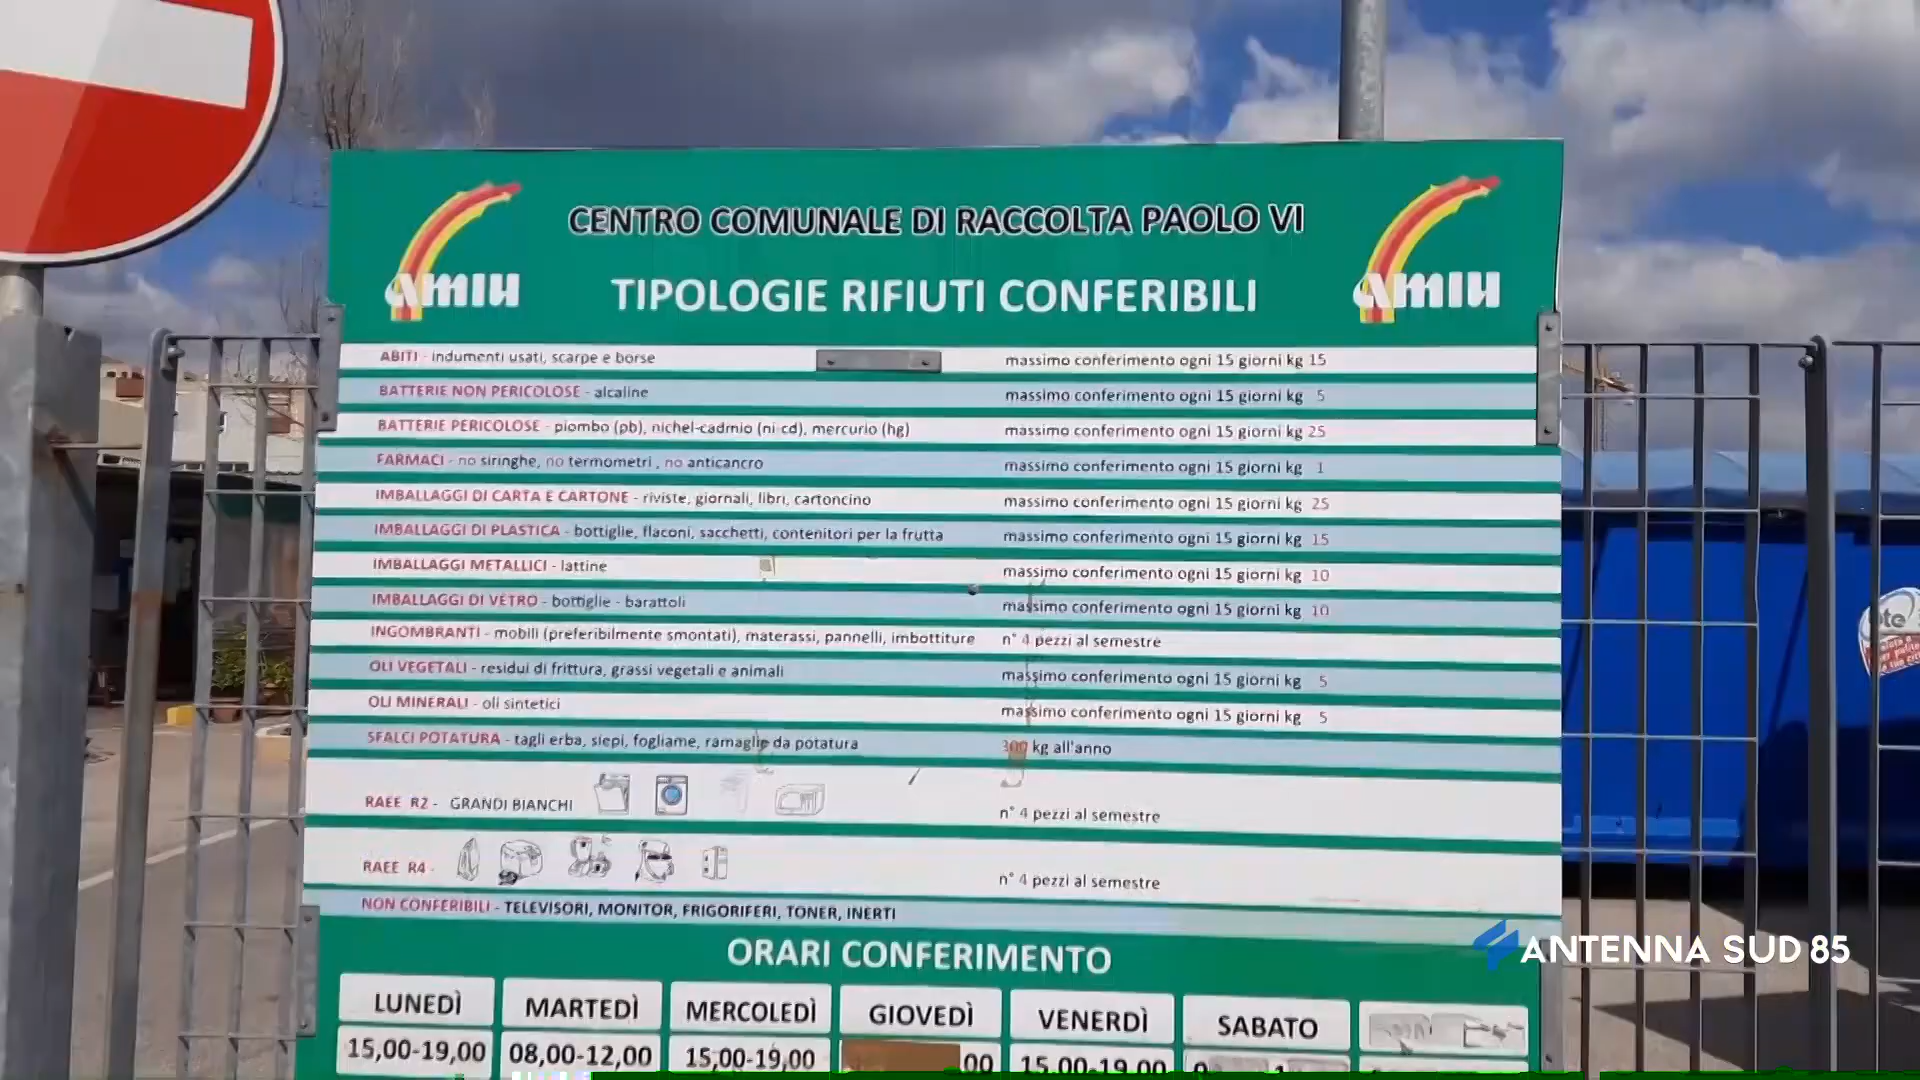 CENTRO COMUNALE DI RACCOLTA PAOLO VI
amiu
TIPOLOGIE RIFIUTI CONFERIBILI
amiu
ABITI - indumenti usati, scarpe e borse massimo conferimento ogni 15 giorni kg 15
BATTERIE NON PERICOLOSE - alcaline massimo conferimento ogni 15 giorni kg 5
BATTERIE PERICOLOSE - piombo (pb), nichel-cadmio (ni cd), mercurio (hg) massimo conferimento ogni 15 giorni kg 25
FARMACI - no siringhe, no termometri, no anticancro massimo conferimento ogni 15 giorni kg 1
IMBALLAGGI DI CARTA E CARTONE - riviste, giornali, libri, cartoncino massimo conferimento ogni 15 giorni kg 25
IMBALLAGGI DI PLASTICA - bottiglie, flaconi, sacchetti, contenitori per la frutta massimo conferimento ogni 15 giorni kg 15
IMBALLAGGI METALLICI - lattine massimo conferimento ogni 15 giorni kg 10
IMBALLAGGI DI VETRO - bottiglie - barattoli massimo conferimento ogni 15 giorni kg 10
INGOMBRANTI - mobili (preferibilmente smontati), materassi, pannelli, imbottiture n° 4 pezzi al semestre
OLI VEGETALI - residui di frittura, grassi vegetali e animali massimo conferimento ogni 15 giorni kg 5
OLI MINERALI - oli sintetici massimo conferimento ogni 15 giorni kg 5
SFALCI POTATURA - tagli erba, siepi, fogliame, ramaglie da potatura 300 kg all'anno
RAEE R2 - GRANDI BIANCHI n° 4 pezzi al semestre
RAEE R4 - n° 4 pezzi al semestre
NON CONFERIBILI - TELEVISORI, MONITOR, FRIGORIFERI, TONER, INERTI
ORARI CONFERIMENTO
LUNEDÌ MARTEDÌ MERCOLEDÌ GIOVEDÌ VENERDÌ SABATO
15,00-19,00 08,00-12,00 15,00-19,00 00 15,00-19,00
ANTENNA SUD 85